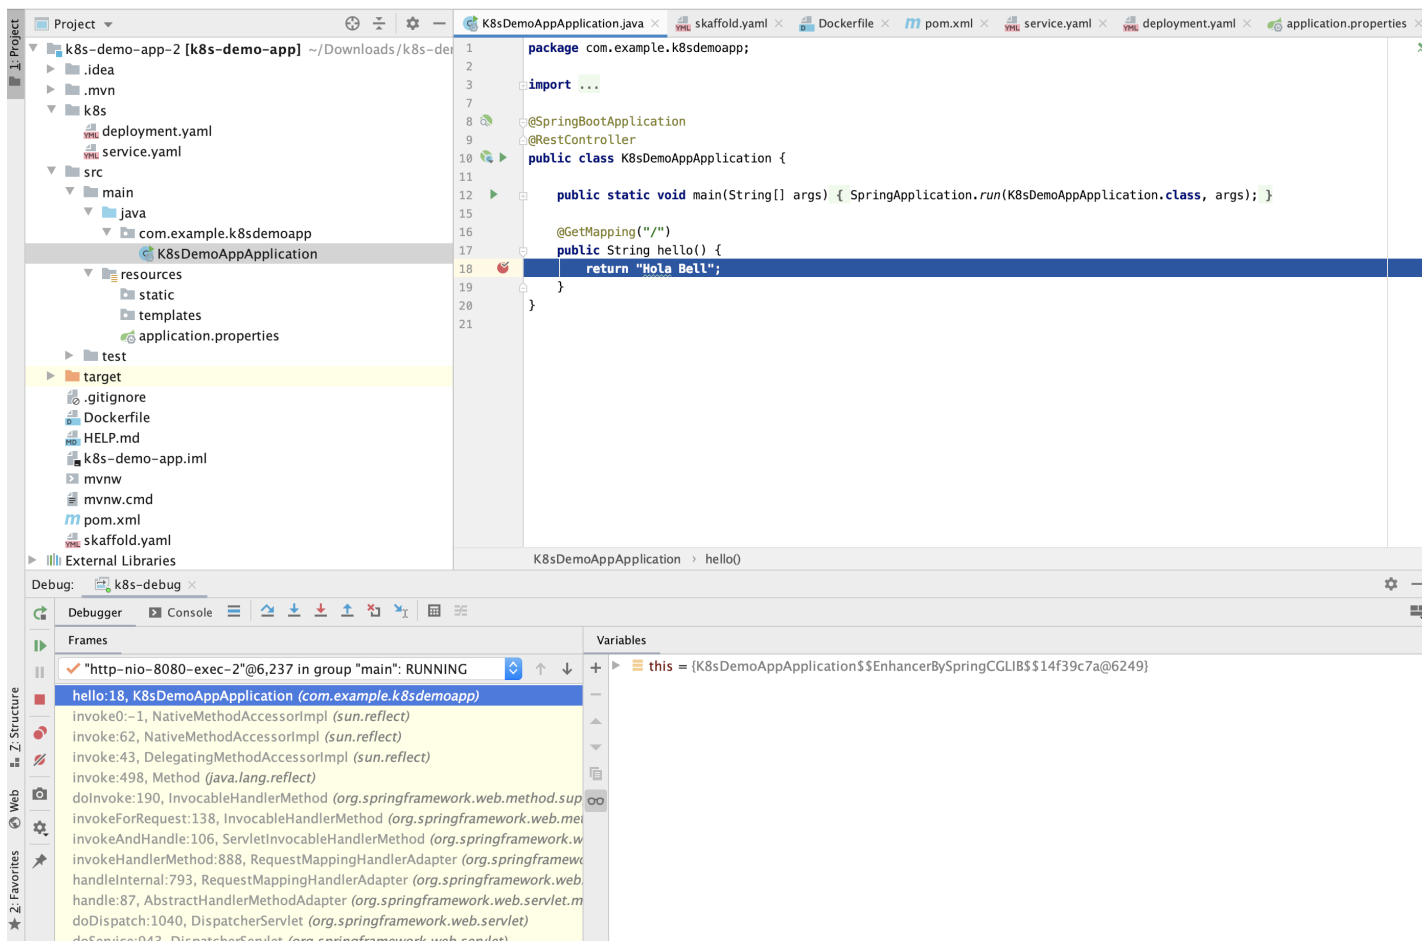 Project
K8sDemoAppApplication.java
skaffold.yaml
Dockerfile
pom.xml
service.yaml
deployment.yaml
application.properties
1: Project
k8s-demo-app-2 [k8s-demo-app] ~/Downloads/k8s-de
.idea
.mvn
k8s
deployment.yaml
service.yaml
src
main
java
com.example.k8sdemoapp
K8sDemoAppApplication
resources
static
templates
application.properties
test
target
.gitignore
Dockerfile
HELP.md
k8s-demo-app.iml
mvnw
mvnw.cmd
pom.xml
skaffold.yaml
External Libraries
1 package com.example.k8sdemoapp;
2
3 import ...
7
8 @SpringBootApplication
9 @RestController
10 public class K8sDemoAppApplication {
11
12 public static void main(String[] args) { SpringApplication.run(K8sDemoAppApplication.class, args); }
15
16 @GetMapping("/")
17 public String hello() {
18 return "Hola Bell";
19 }
20 }
21
K8sDemoAppApplication › hello()
Debug: k8s-debug
Debugger Console
Frames
Variables
"http-nio-8080-exec-2"@6,237 in group "main": RUNNING
this = {K8sDemoAppApplication$$EnhancerBySpringCGLIB$$14f39c7a@6249}
hello:18, K8sDemoAppApplication (com.example.k8sdemoapp)
invoke0:-1, NativeMethodAccessorImpl (sun.reflect)
invoke:62, NativeMethodAccessorImpl (sun.reflect)
invoke:43, DelegatingMethodAccessorImpl (sun.reflect)
invoke:498, Method (java.lang.reflect)
doInvoke:190, InvocableHandlerMethod (org.springframework.web.method.sup
invokeForRequest:138, InvocableHandlerMethod (org.springframework.web.met
invokeAndHandle:106, ServletInvocableHandlerMethod (org.springframework.w
invokeHandlerMethod:888, RequestMappingHandlerAdapter (org.springframewo
handleInternal:793, RequestMappingHandlerAdapter (org.springframework.web.
handle:87, AbstractHandlerMethodAdapter (org.springframework.web.servlet.m
doDispatch:1040, DispatcherServlet (org.springframework.web.servlet)
doService:943, DispatcherServlet (org.springframework.web.servlet)
Z: Structure
Web
2: Favorites